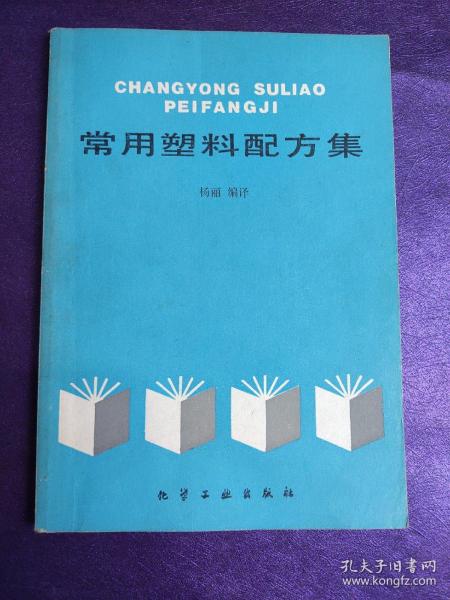 CHANGYONG SULIAO
PEIFANGJI
常用塑料配方集
杨丽 编译
化学工业出版社
孔夫子旧书网
www.kongfz.com